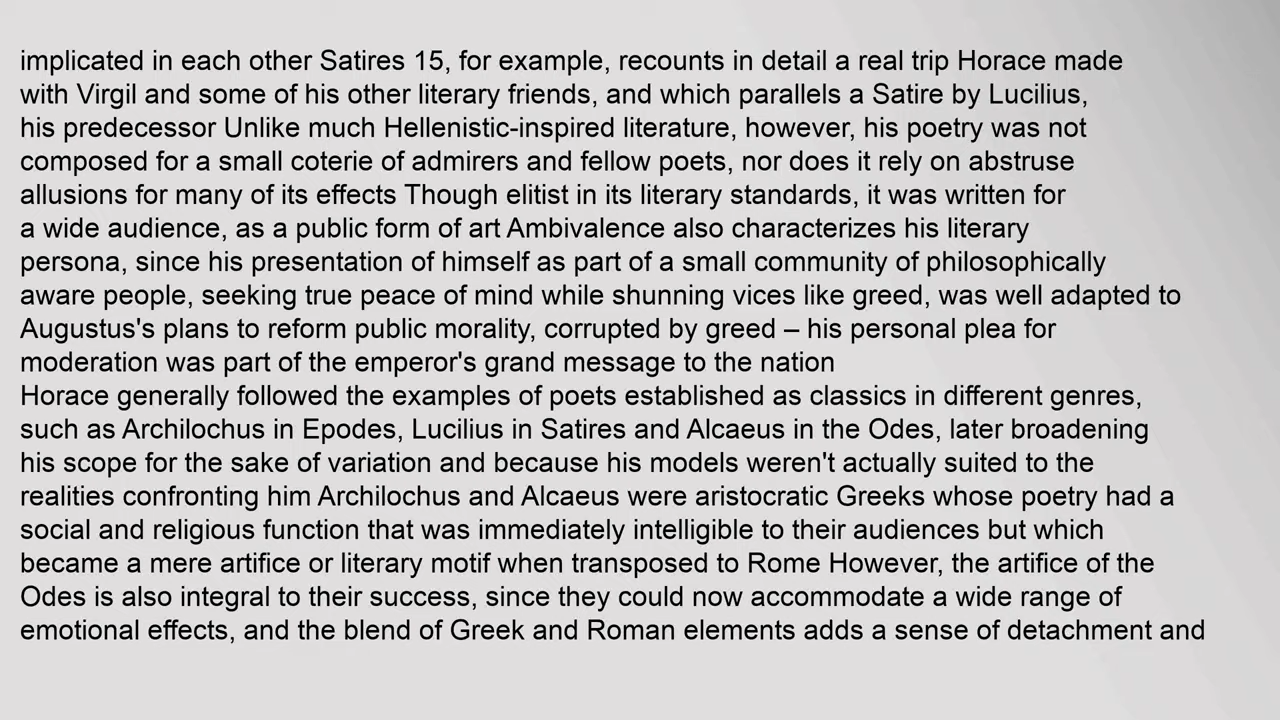 implicated in each other Satires 15, for example, recounts in detail a real trip Horace made
with Virgil and some of his other literary friends, and which parallels a Satire by Lucilius,
his predecessor Unlike much Hellenistic-inspired literature, however, his poetry was not
composed for a small coterie of admirers and fellow poets, nor does it rely on abstruse
allusions for many of its effects Though elitist in its literary standards, it was written for
a wide audience, as a public form of art Ambivalence also characterizes his literary
persona, since his presentation of himself as part of a small community of philosophically
aware people, seeking true peace of mind while shunning vices like greed, was well adapted to
Augustus's plans to reform public morality, corrupted by greed – his personal plea for
moderation was part of the emperor's grand message to the nation
Horace generally followed the examples of poets established as classics in different genres,
such as Archilochus in Epodes, Lucilius in Satires and Alcaeus in the Odes, later broadening
his scope for the sake of variation and because his models weren't actually suited to the
realities confronting him Archilochus and Alcaeus were aristocratic Greeks whose poetry had a
social and religious function that was immediately intelligible to their audiences but which
became a mere artifice or literary motif when transposed to Rome However, the artifice of the
Odes is also integral to their success, since they could now accommodate a wide range of
emotional effects, and the blend of Greek and Roman elements adds a sense of detachment and